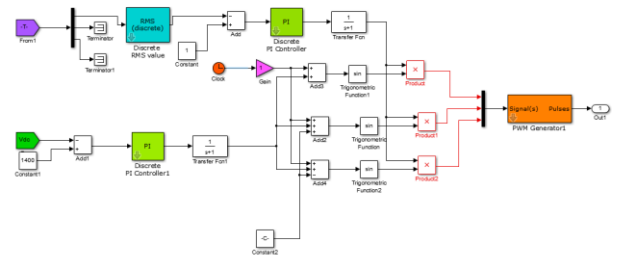 -T-
From1
Terminator
Terminator1
RMS
(discrete)
Discrete
RMS value
1
Constant
Add
PI
Discrete
PI Controller
1
s+1
Transfer Fcn
Clock
Gain
Add3
sin
Trigonometric
Function1
Product
Vdc
1400
Constant1
Add1
PI
Discrete
PI Controller1
1
s+1
Transfer Fcn1
Add2
sin
Trigonometric
Function
Product1
Add4
sin
Trigonometric
Function2
Product2
-C-
Constant2
Signal(s) Pulses
PWM Generator1
1
Out1